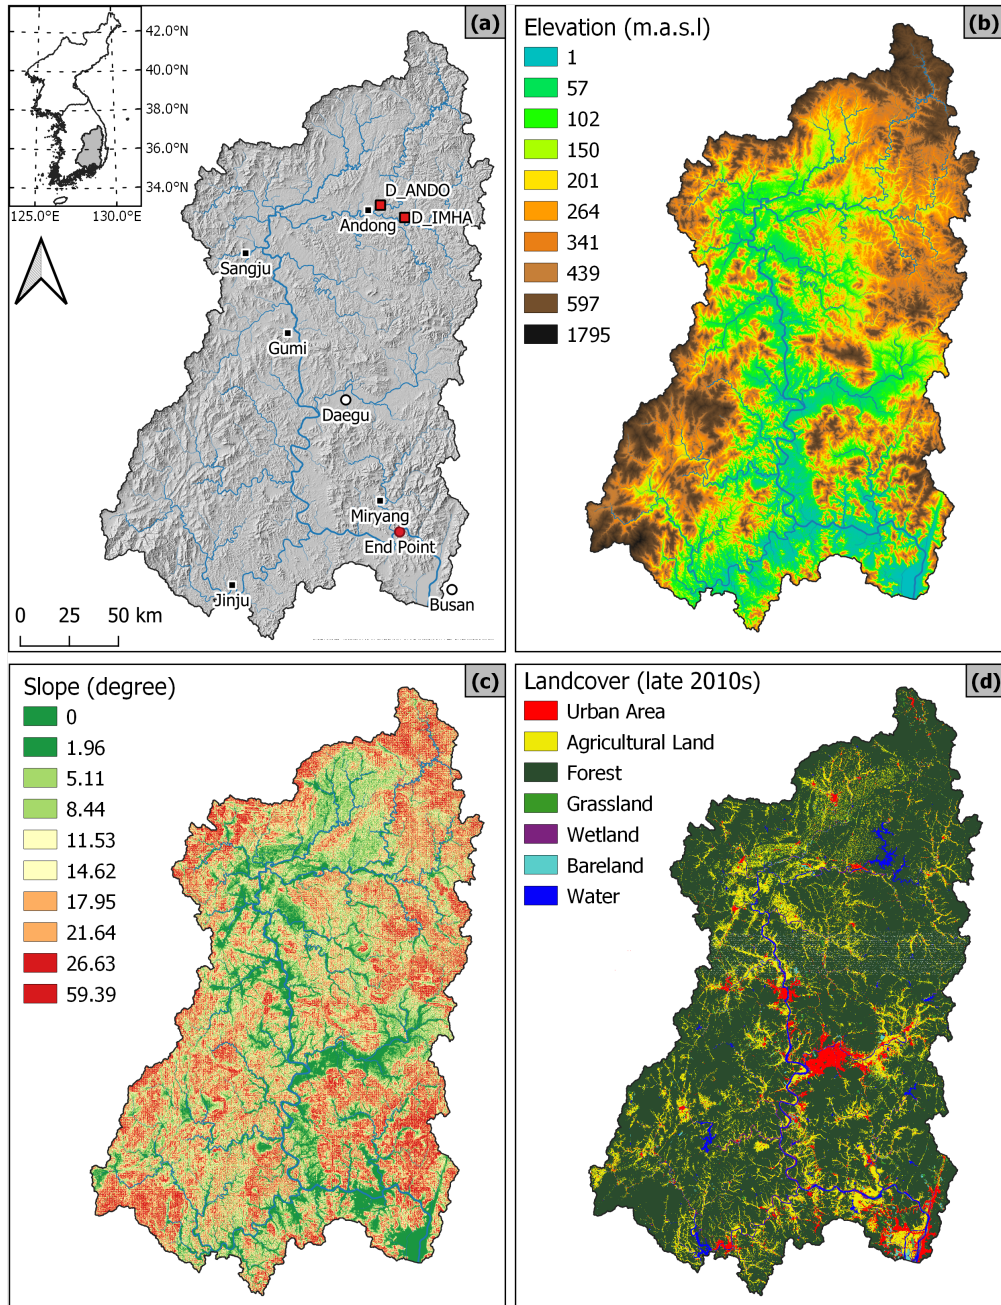 (a)
42.0°N
40.0°N
38.0°N
36.0°N
34.0°N
125.0°E 130.0°E
D_ANDO
Andong
D_IMHA
Sangju
Gumi
Daegu
Miryang
End Point
Jinju
Busan
0 25 50 km
(b)
Elevation (m.a.s.l)
1
57
102
150
201
264
341
439
597
1795
(c)
Slope (degree)
0
1.96
5.11
8.44
11.53
14.62
17.95
21.64
26.63
59.39
(d)
Landcover (late 2010s)
Urban Area
Agricultural Land
Forest
Grassland
Wetland
Bareland
Water